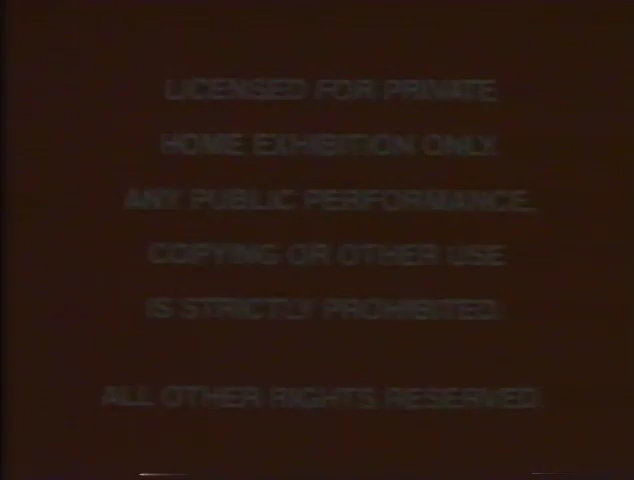 LICENSED FOR PRIVATE
HOME EXHIBITION ONLY.
ANY PUBLIC PERFORMANCE,
COPYING OR OTHER USE
IS STRICTLY PROHIBITED.
ALL OTHER RIGHTS RESERVED.